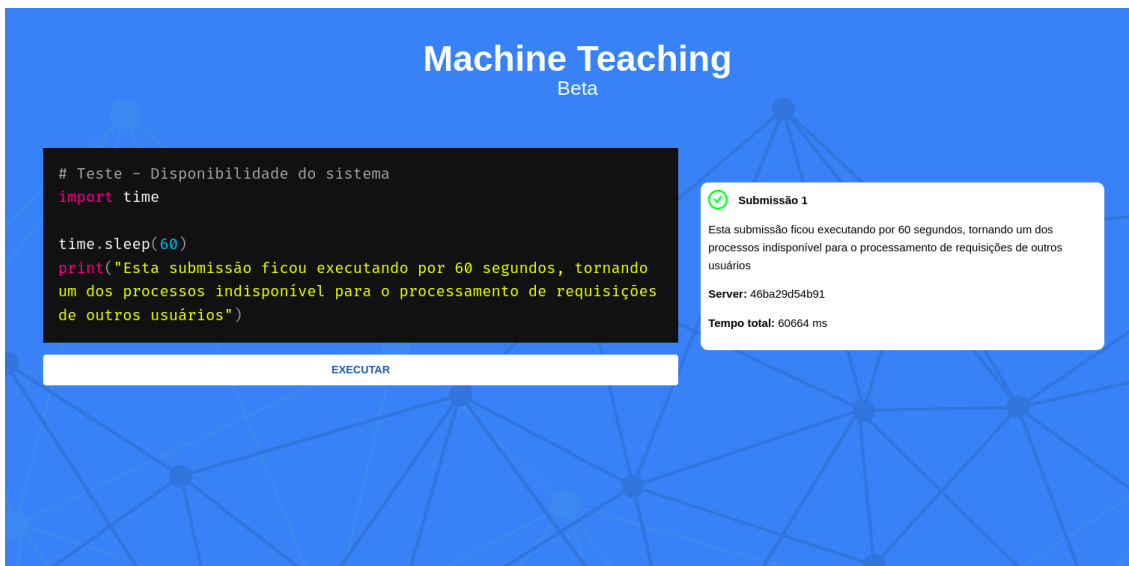 Machine Teaching
Beta
# Teste - Disponibilidade do sistema
import time
time.sleep(60)
print("Esta submissão ficou executando por 60 segundos, tornando
um dos processos indisponível para o processamento de requisições
de outros usuários")
EXECUTAR
Submissão 1
Esta submissão ficou executando por 60 segundos, tornando um dos
processos indisponível para o processamento de requisições de outros
usuários
Server: 46ba29d54b91
Tempo total: 60664 ms